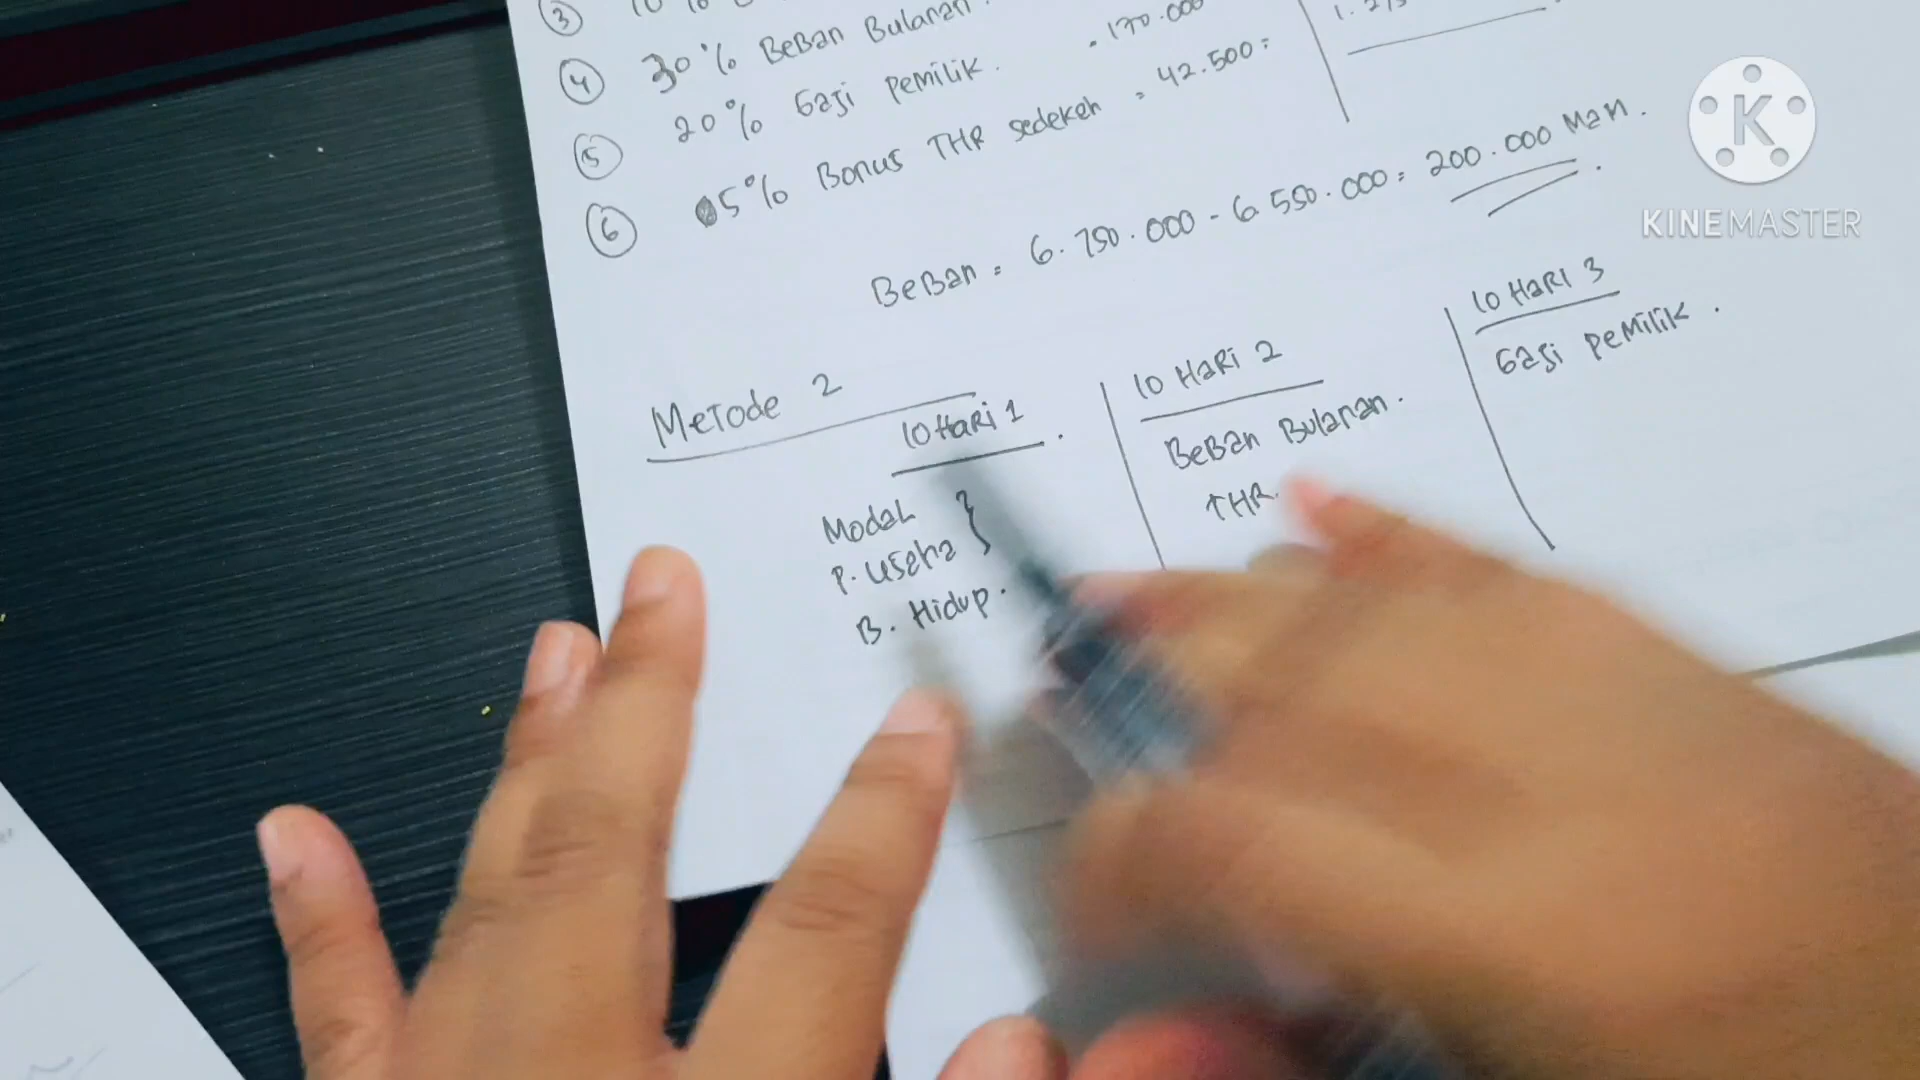 ③ 10 %
④ 30 % BeBan Bulanan.
⑤ 20 % Gaji Pemilik. . 170.000
⑥ 5 % Bonus THR sedekah = 42.500 =
BeBan = 6.750.000 - 6.550.000 = 200.000 Man.
Metode 2
10 Hari 1
Modal
P. Usaha
B. Hidup.
10 Hari 2
BeBan Bulanan.
THR.
10 Hari 3
Gaji Pemilik.
KINEMASTER